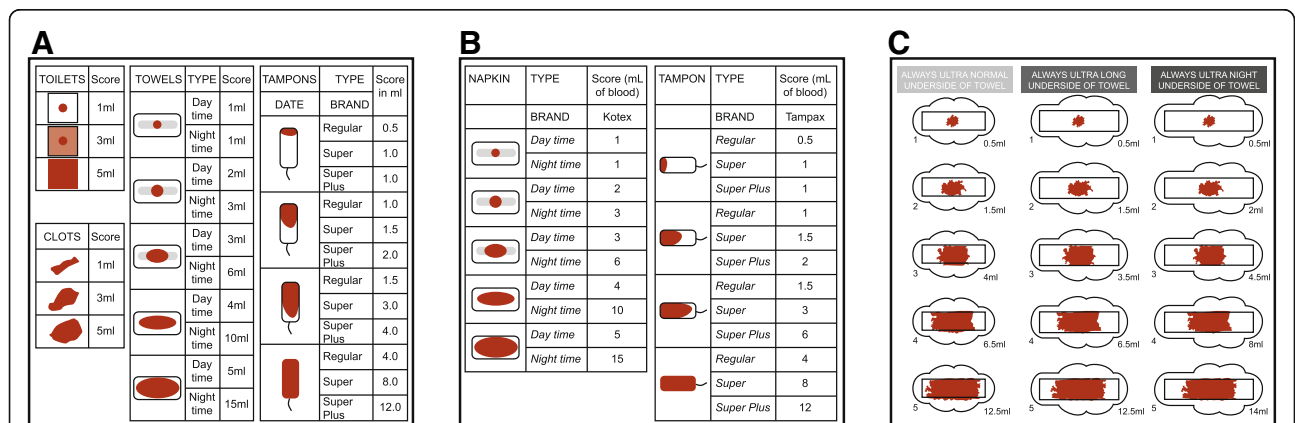 A
TOILETS Score
1ml
3ml
5ml
CLOTS Score
1ml
3ml
5ml
TOWELS TYPE Score
Day time 1ml
Night time 1ml
Day time 2ml
Night time 3ml
Day time 3ml
Night time 6ml
Day time 4ml
Night time 10ml
Day time 5ml
Night time 15ml
TAMPONS TYPE Score in ml
DATE BRAND
Regular 0.5
Super 1.0
Super Plus 1.0
Regular 1.0
Super 1.5
Super Plus 2.0
Regular 1.5
Super 3.0
Super Plus 4.0
Regular 4.0
Super 8.0
Super Plus 12.0
B
NAPKIN TYPE Score (mL of blood)
BRAND Kotex
Day time 1
Night time 1
Day time 2
Night time 3
Day time 3
Night time 6
Day time 4
Night time 10
Day time 5
Night time 15
TAMPON TYPE Score (mL of blood)
BRAND Tampax
Regular 0.5
Super 1
Super Plus 1
Regular 1
Super 1.5
Super Plus 2
Regular 1.5
Super 3
Super Plus 6
Regular 4
Super 8
Super Plus 12
C
ALWAYS ULTRA NORMAL UNDERSIDE OF TOWEL
ALWAYS ULTRA LONG UNDERSIDE OF TOWEL
ALWAYS ULTRA NIGHT UNDERSIDE OF TOWEL
1 0.5ml 1 0.5ml 1 0.5ml
2 1.5ml 2 1.5ml 2 2ml
3 4ml 3 3.5ml 3 4.5ml
4 6.5ml 4 6.5ml 4 8ml
5 12.5ml 5 12.5ml 5 14ml